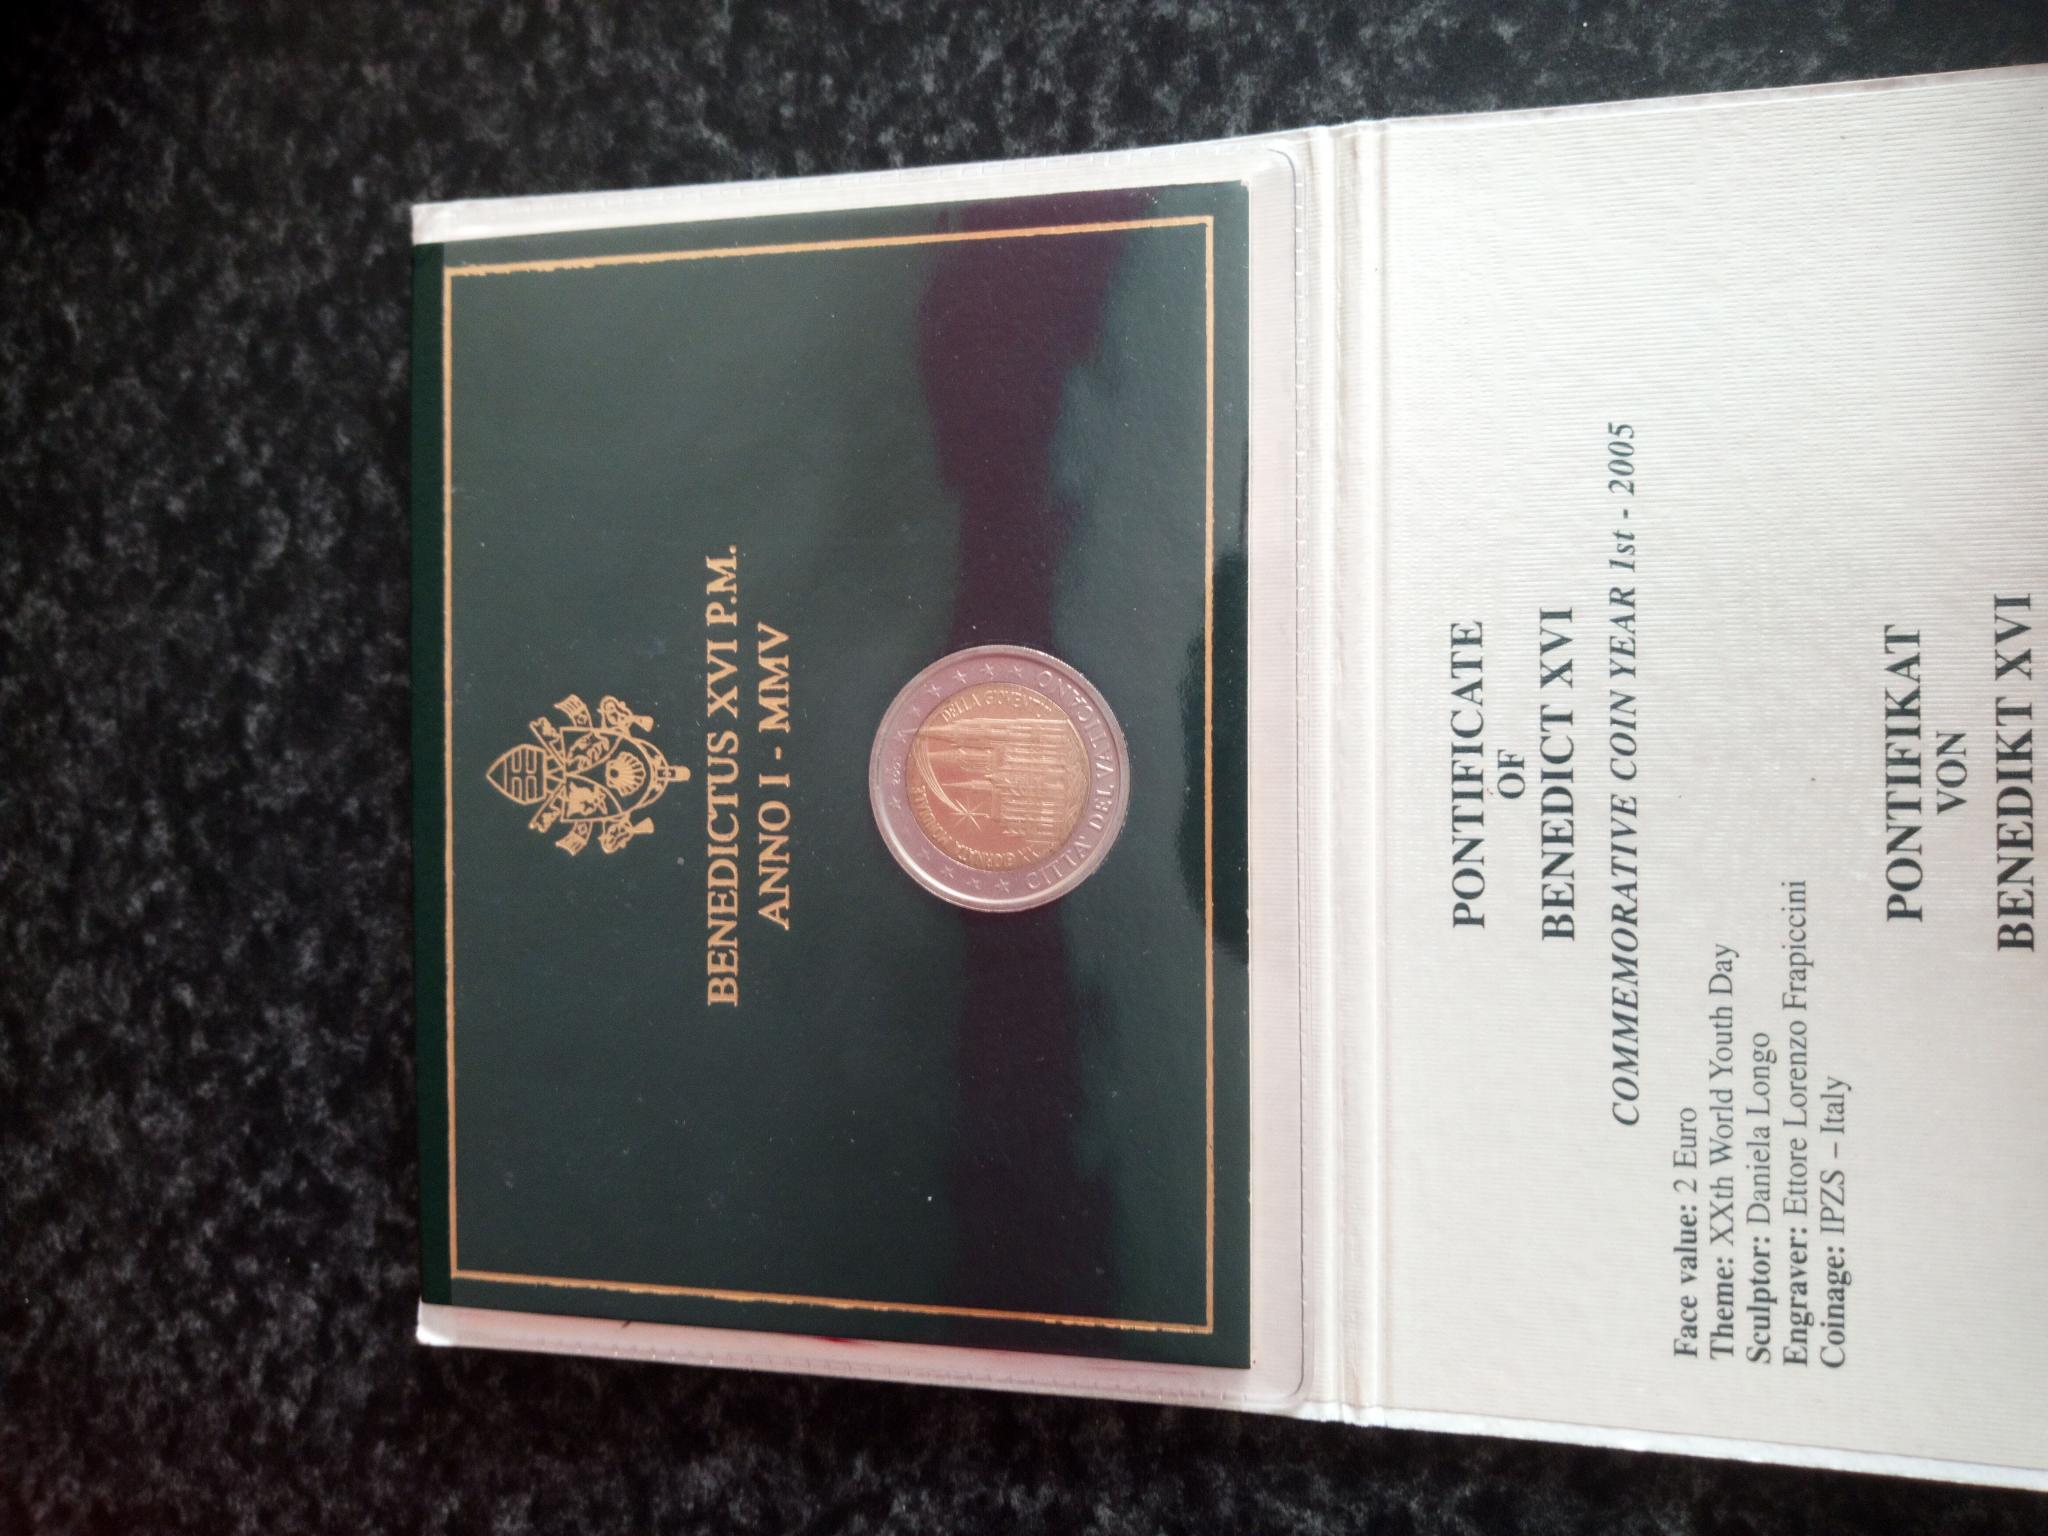 BENEDICTUS XVI P.M.
ANNO I - MMV
DELLA GIOVENTU'
GIORNATA MONDIALE
CITTA' DEL VATICANO
PONTIFICATE
OF
BENEDICT XVI
COMMEMORATIVE COIN YEAR 1st - 2005
Face value: 2 Euro
Theme: XXth World Youth Day
Sculptor: Daniela Longo
Engraver: Ettore Lorenzo Frapiccini
Coinage: IPZS – Italy
PONTIFIKAT
VON
BENEDIKT XVI